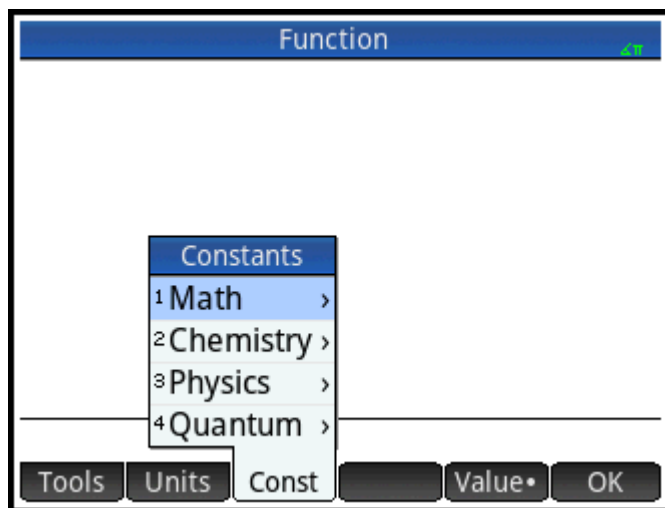 Function
∡π
Constants
1 Math ›
2 Chemistry ›
3 Physics ›
4 Quantum ›
Tools Units Const Value• OK